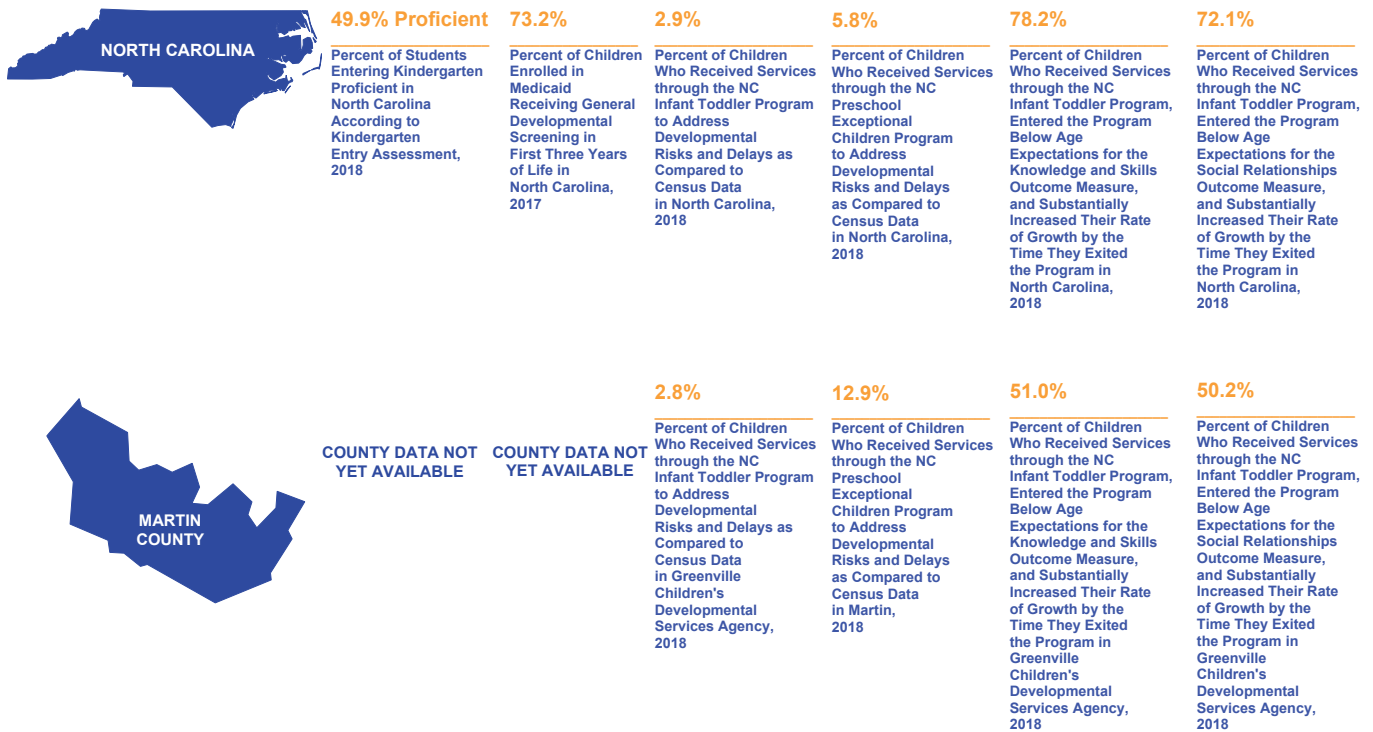 NORTH CAROLINA
49.9% Proficient
Percent of Students
Entering Kindergarten
Proficient in
North Carolina
According to
Kindergarten
Entry Assessment,
2018
73.2%
Percent of Children
Enrolled in
Medicaid
Receiving General
Developmental
Screening in
First Three Years
of Life in
North Carolina,
2017
2.9%
Percent of Children
Who Received Services
through the NC
Infant Toddler Program
to Address
Developmental
Risks and Delays as
Compared to
Census Data
in North Carolina,
2018
5.8%
Percent of Children
Who Received Services
through the NC
Preschool
Exceptional
Children Program
to Address
Developmental
Risks and Delays
as Compared to
Census Data
in North Carolina,
2018
78.2%
Percent of Children
Who Received Services
through the NC
Infant Toddler Program,
Entered the Program
Below Age
Expectations for the
Knowledge and Skills
Outcome Measure,
and Substantially
Increased Their Rate
of Growth by the
Time They Exited
the Program in
North Carolina,
2018
72.1%
Percent of Children
Who Received Services
through the NC
Infant Toddler Program,
Entered the Program
Below Age
Expectations for the
Social Relationships
Outcome Measure,
and Substantially
Increased Their Rate
of Growth by the
Time They Exited
the Program in
North Carolina,
2018
MARTIN
COUNTY
COUNTY DATA NOT
YET AVAILABLE
COUNTY DATA NOT
YET AVAILABLE
2.8%
Percent of Children
Who Received Services
through the NC
Infant Toddler Program
to Address
Developmental
Risks and Delays as
Compared to
Census Data
in Greenville
Children's
Developmental
Services Agency,
2018
12.9%
Percent of Children
Who Received Services
through the NC
Preschool
Exceptional
Children Program
to Address
Developmental
Risks and Delays
as Compared to
Census Data
in Martin,
2018
51.0%
Percent of Children
Who Received Services
through the NC
Infant Toddler Program,
Entered the Program
Below Age
Expectations for the
Knowledge and Skills
Outcome Measure,
and Substantially
Increased Their Rate
of Growth by the
Time They Exited
the Program in
Greenville
Children's
Developmental
Services Agency,
2018
50.2%
Percent of Children
Who Received Services
through the NC
Infant Toddler Program,
Entered the Program
Below Age
Expectations for the
Social Relationships
Outcome Measure,
and Substantially
Increased Their Rate
of Growth by the
Time They Exited
the Program in
Greenville
Children's
Developmental
Services Agency,
2018